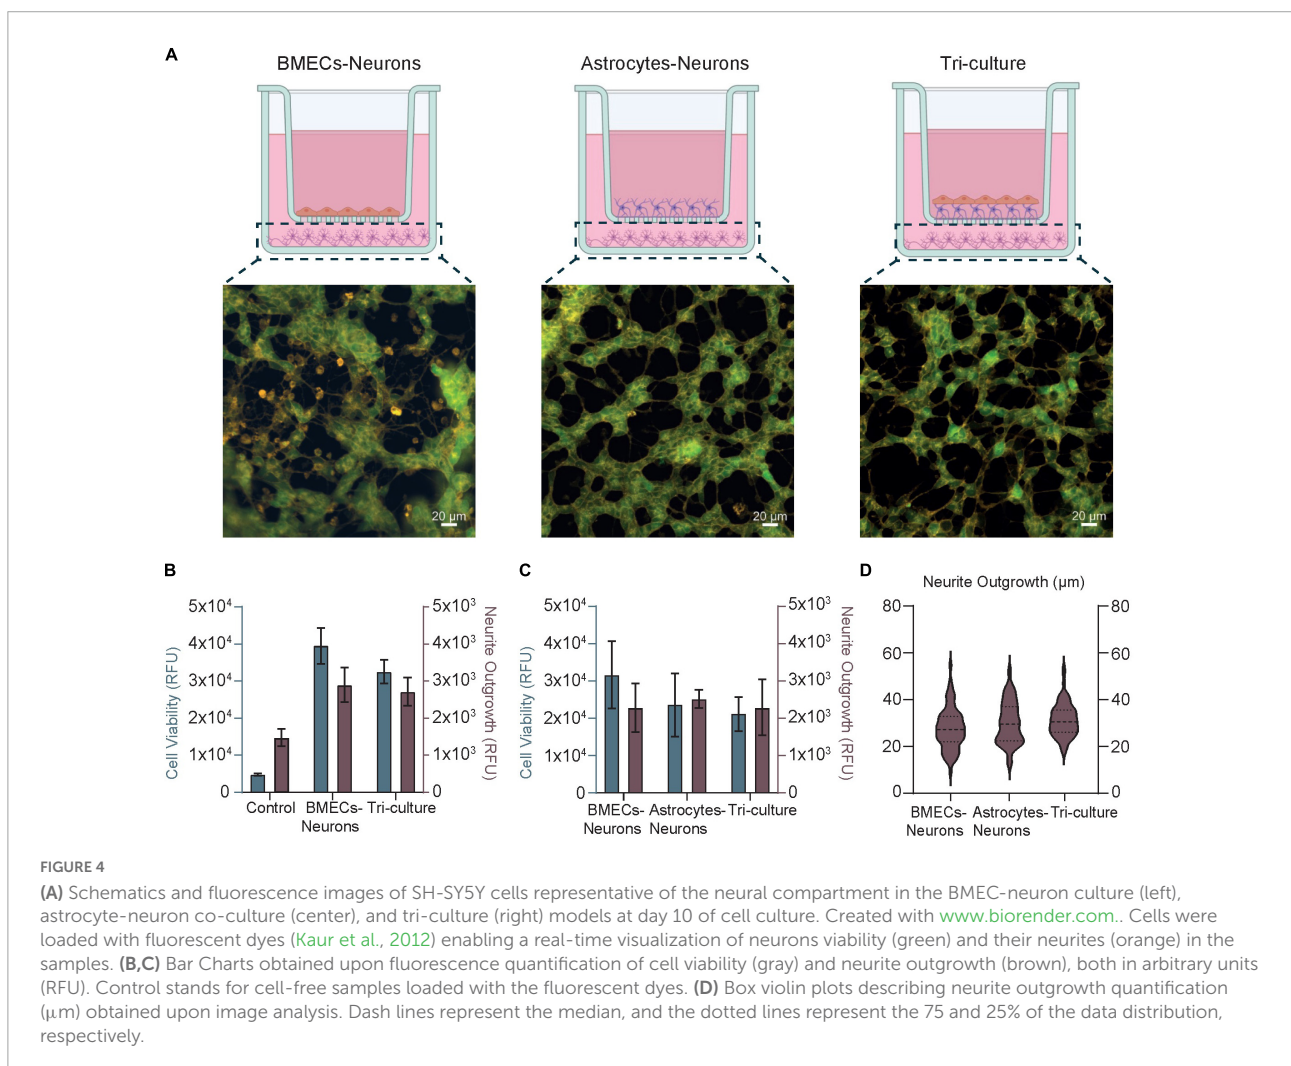 A
BMECs-Neurons
Astrocytes-Neurons
Tri-culture
20 µm
20 µm
20 µm
B
5x10⁴
4x10⁴
3x10⁴
2x10⁴
1x10⁴
0
Cell Viability (RFU)
5x10³
4x10³
3x10³
2x10³
1x10³
0
Neurite Outgrowth (RFU)
Control
BMECs-
Neurons
Tri-culture
C
5x10⁴
4x10⁴
3x10⁴
2x10⁴
1x10⁴
0
Cell Viability (RFU)
5x10³
4x10³
3x10³
2x10³
1x10³
0
Neurite Outgrowth (RFU)
BMECs-
Neurons
Astrocytes-
Neurons
Tri-culture
D
Neurite Outgrowth (µm)
80
60
40
20
0
80
60
40
20
0
BMECs-
Neurons
Astrocytes-
Neurons
Tri-culture
FIGURE 4
(A) Schematics and fluorescence images of SH-SY5Y cells representative of the neural compartment in the BMEC-neuron culture (left),
astrocyte-neuron co-culture (center), and tri-culture (right) models at day 10 of cell culture. Created with www.biorender.com.. Cells were
loaded with fluorescent dyes (Kaur et al., 2012) enabling a real-time visualization of neurons viability (green) and their neurites (orange) in the
samples. (B,C) Bar Charts obtained upon fluorescence quantification of cell viability (gray) and neurite outgrowth (brown), both in arbitrary units
(RFU). Control stands for cell-free samples loaded with the fluorescent dyes. (D) Box violin plots describing neurite outgrowth quantification
(µm) obtained upon image analysis. Dash lines represent the median, and the dotted lines represent the 75 and 25% of the data distribution,
respectively.